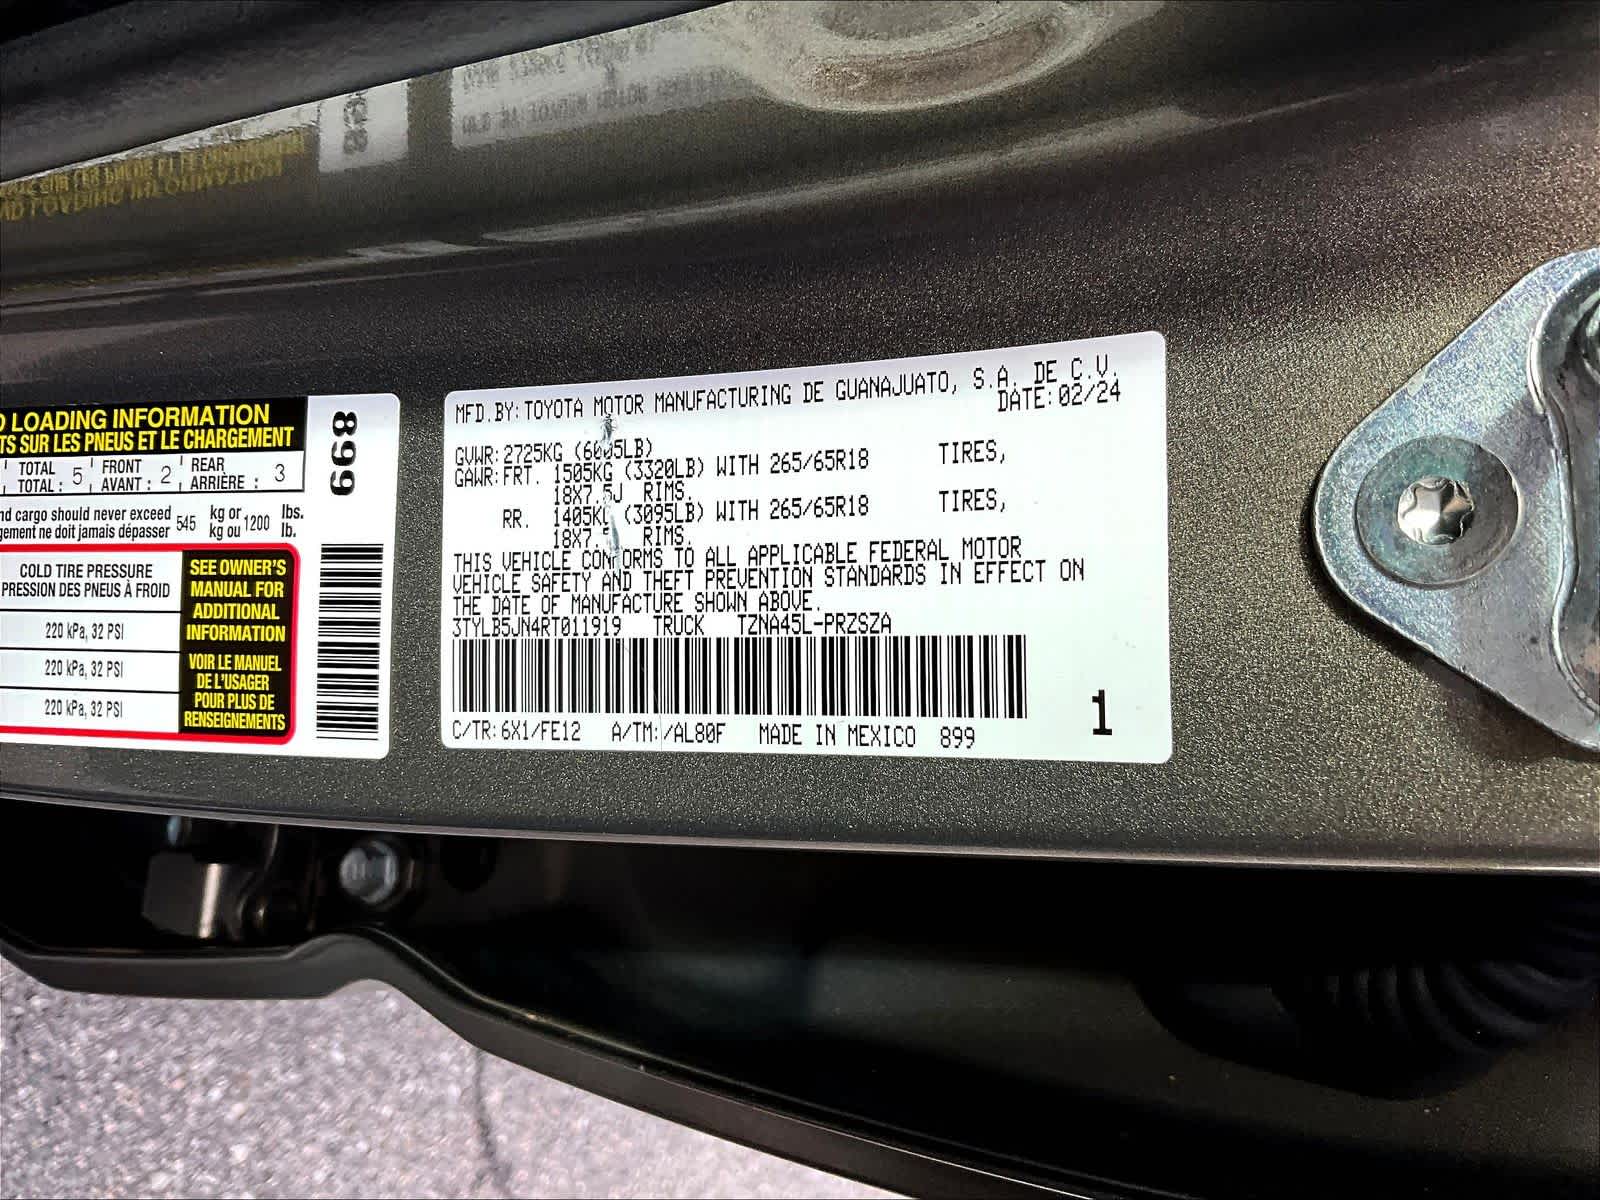 D LOADING INFORMATION
TS SUR LES PNEUS ET LE CHARGEMENT
TOTAL 5 FRONT 2 REAR 3
TOTAL : AVANT : ARRIÈRE :
nd cargo should never exceed 545 kg or 1200 lbs.
gement ne doit jamais dépasser kg ou lb.
COLD TIRE PRESSURE
PRESSION DES PNEUS À FROID
220 kPa, 32 PSI
220 kPa, 32 PSI
220 kPa, 32 PSI
SEE OWNER'S
MANUAL FOR
ADDITIONAL
INFORMATION
VOIR LE MANUEL
DE L'USAGER
POUR PLUS DE
RENSEIGNEMENTS
899
MFD.BY:TOYOTA MOTOR MANUFACTURING DE GUANAJUATO, S.A. DE C.V.
DATE:02/24
GVWR:2725KG (6005LB)
GAWR:FRT. 1505KG (3320LB) WITH 265/65R18 TIRES,
18X7.5J RIMS.
RR. 1405KG (3095LB) WITH 265/65R18 TIRES,
18X7.5 RIMS.
THIS VEHICLE CONFORMS TO ALL APPLICABLE FEDERAL MOTOR
VEHICLE SAFETY AND THEFT PREVENTION STANDARDS IN EFFECT ON
THE DATE OF MANUFACTURE SHOWN ABOVE.
3TYLB5JN4RT011919 TRUCK TZNA45L-PRZSZA
C/TR:6X1/FE12 A/TM:/AL80F MADE IN MEXICO 899
1